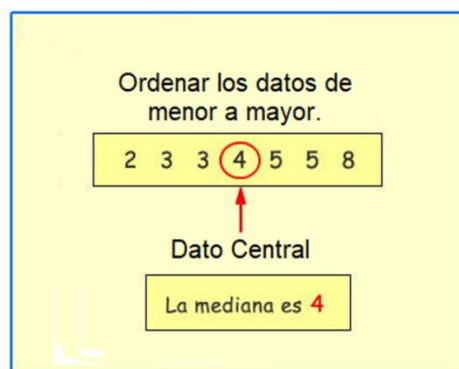 Ordenar los datos de
menor a mayor.
2 3 3 4 5 5 8
Dato Central
La mediana es 4